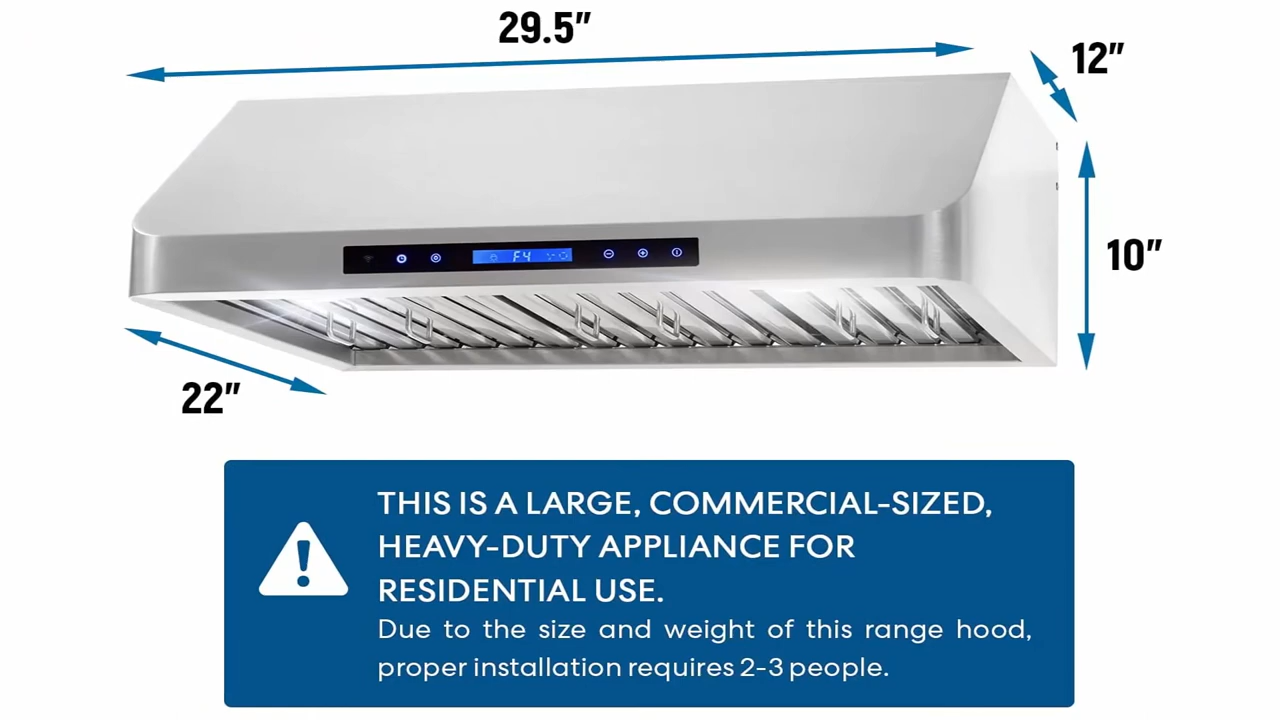 29.5"
12"
10"
F4
22"
THIS IS A LARGE, COMMERCIAL-SIZED,
HEAVY-DUTY APPLIANCE FOR
RESIDENTIAL USE.
Due to the size and weight of this range hood,
proper installation requires 2-3 people.